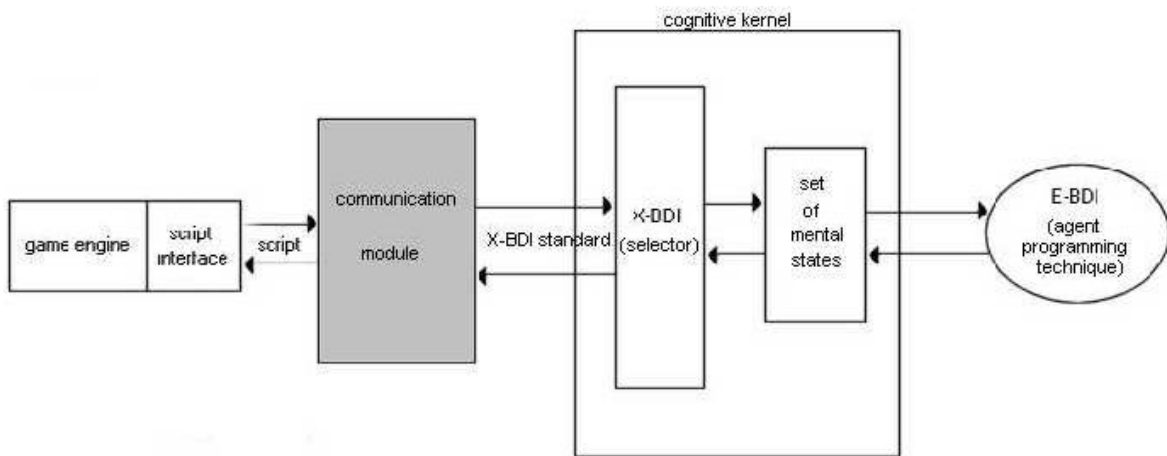 cognitive kernel
game engine
script
interface
script
communication
module
X-BDI standard
X-BDI
(selector)
set
of
mental
states
E-BDI
(agent
programming
technique)